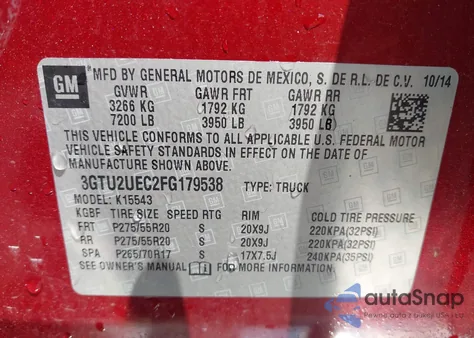 GM
MFD BY GENERAL MOTORS DE MEXICO, S. DE R.L. DE C.V. 10/14
GVWR GAWR FRT GAWR RR
3266 KG 1792 KG 1792 KG
7200 LB 3950 LB 3950 LB
THIS VEHICLE CONFORMS TO ALL APPLICABLE U.S. FEDERAL MOTOR
VEHICLE SAFETY STANDARDS IN EFFECT ON THE DATE OF
MANUFACTURE SHOWN ABOVE.
3GTU2UEC2FG179538 TYPE: TRUCK
MODEL: K15543
KGBF TIRE SIZE SPEED RTG RIM COLD TIRE PRESSURE
FRT P275/55R20 S 20X9J 220KPA(32PSI)
RR P275/55R20 S 20X9J 220KPA(32PSI)
SPA P265/70R17 S 17X7.5J 240KPA(35PSI)
SEE OWNER'S MANUAL FOR MORE INFORMATION
autoSnap